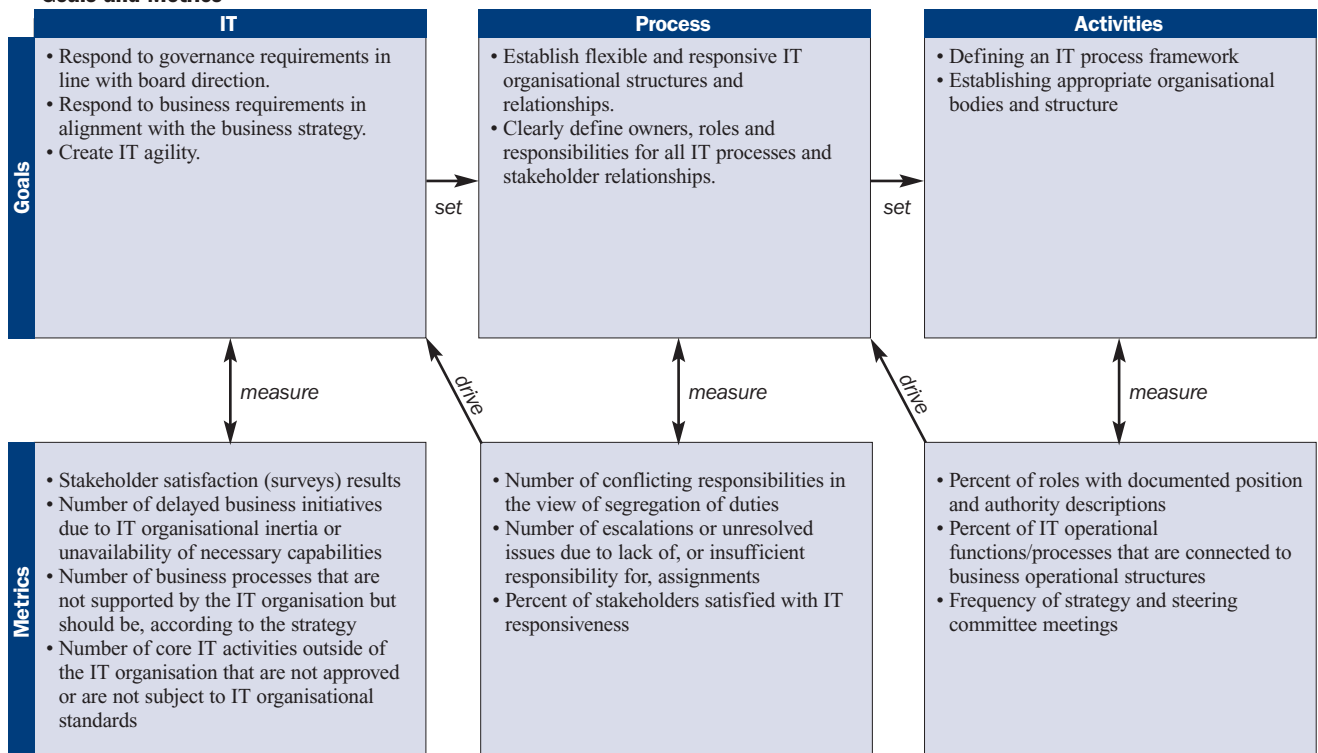 Goals and Metrics
IT
Process
Activities
Goals
• Respond to governance requirements in
line with board direction.
• Respond to business requirements in
alignment with the business strategy.
• Create IT agility.
set
• Establish flexible and responsive IT
organisational structures and
relationships.
• Clearly define owners, roles and
responsibilities for all IT processes and
stakeholder relationships.
set
• Defining an IT process framework
• Establishing appropriate organisational
bodies and structure
measure
drive
measure
drive
measure
Metrics
• Stakeholder satisfaction (surveys) results
• Number of delayed business initiatives
due to IT organisational inertia or
unavailability of necessary capabilities
• Number of business processes that are
not supported by the IT organisation but
should be, according to the strategy
• Number of core IT activities outside of
the IT organisation that are not approved
or are not subject to IT organisational
standards
• Number of conflicting responsibilities in
the view of segregation of duties
• Number of escalations or unresolved
issues due to lack of, or insufficient
responsibility for, assignments
• Percent of stakeholders satisfied with IT
responsiveness
• Percent of roles with documented position
and authority descriptions
• Percent of IT operational
functions/processes that are connected to
business operational structures
• Frequency of strategy and steering
committee meetings